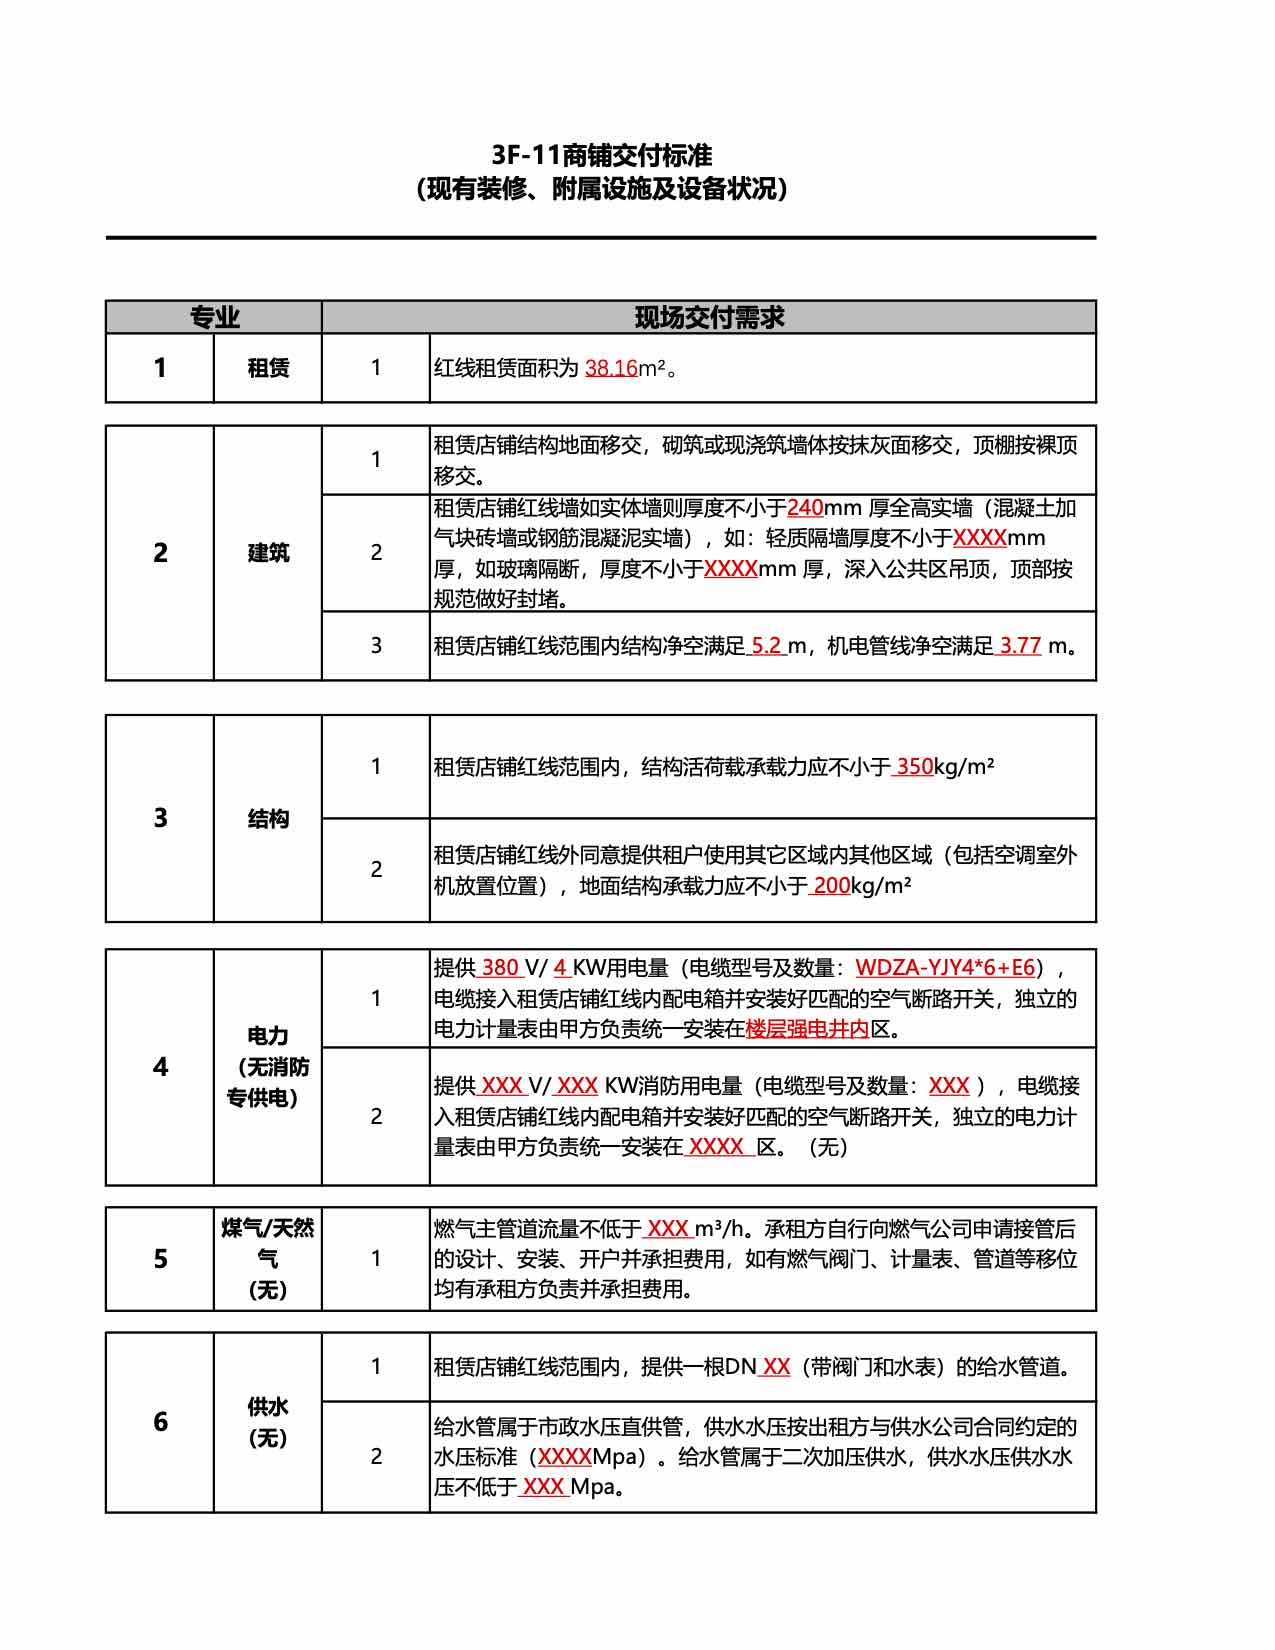 3F-11商铺交付标准
（现有装修、附属设施及设备状况）
专业 现场交付需求
1 租赁 1 红线租赁面积为 38.16m²。
2 建筑
1
租赁店铺结构地面移交，砌筑或现浇筑墙体按抹灰面移交，顶棚按裸顶
移交。
2
租赁店铺红线墙如实体墙则厚度不小于240mm 厚全高实墙（混凝土加
气块砖墙或钢筋混凝泥实墙），如：轻质隔墙厚度不小于XXXXmm
厚，如玻璃隔断，厚度不小于XXXXmm 厚，深入公共区吊顶，顶部按
规范做好封堵。
3 租赁店铺红线范围内结构净空满足 5.2 m，机电管线净空满足 3.77 m。
3 结构
1 租赁店铺红线范围内，结构活荷载承载力应不小于 350kg/m²
2
租赁店铺红线外同意提供租户使用其它区域内其他区域（包括空调室外
机放置位置），地面结构承载力应不小于 200kg/m²
4
电力
（无消防
专供电）
1
提供 380 V/ 4 KW用电量（电缆型号及数量：WDZA-YJY4*6+E6），
电缆接入租赁店铺红线内配电箱并安装好匹配的空气断路开关，独立的
电力计量表由甲方负责统一安装在楼层强电井内区。
2
提供 XXX V/ XXX KW消防用电量（电缆型号及数量：XXX ），电缆接
入租赁店铺红线内配电箱并安装好匹配的空气断路开关，独立的电力计
量表由甲方负责统一安装在 XXXX 区。（无）
5
煤气/天然
气
（无）
1
燃气主管道流量不低于 XXX m³/h。承租方自行向燃气公司申请接管后
的设计、安装、开户并承担费用，如有燃气阀门、计量表、管道等移位
均有承租方负责并承担费用。
6
供水
（无）
1 租赁店铺红线范围内，提供一根DN XX（带阀门和水表）的给水管道。
2
给水管属于市政水压直供管，供水水压按出租方与供水公司合同约定的
水压标准（XXXXMpa）。给水管属于二次加压供水，供水水压供水水
压不低于 XXX Mpa。